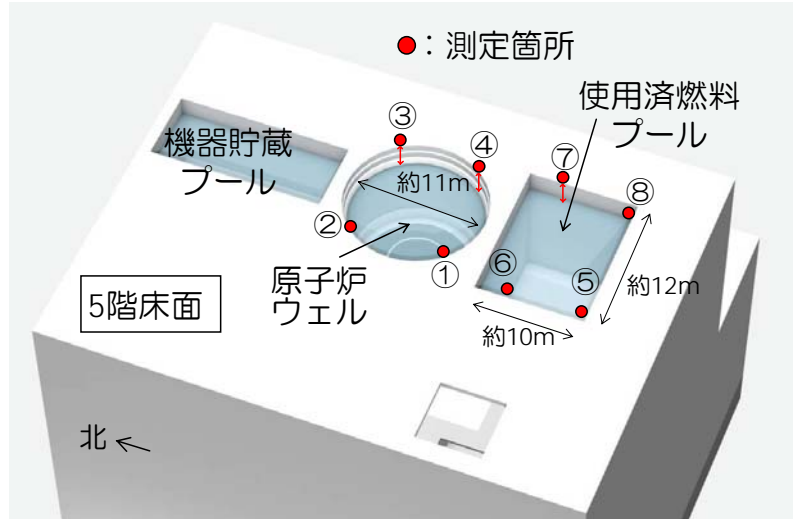 ●：測定箇所
使用済燃料
プール
機器貯蔵
プール
③
④
⑦
⑧
約11m
②
①
⑥
⑤
原子炉
ウェル
5階床面
約12m
約10m
北